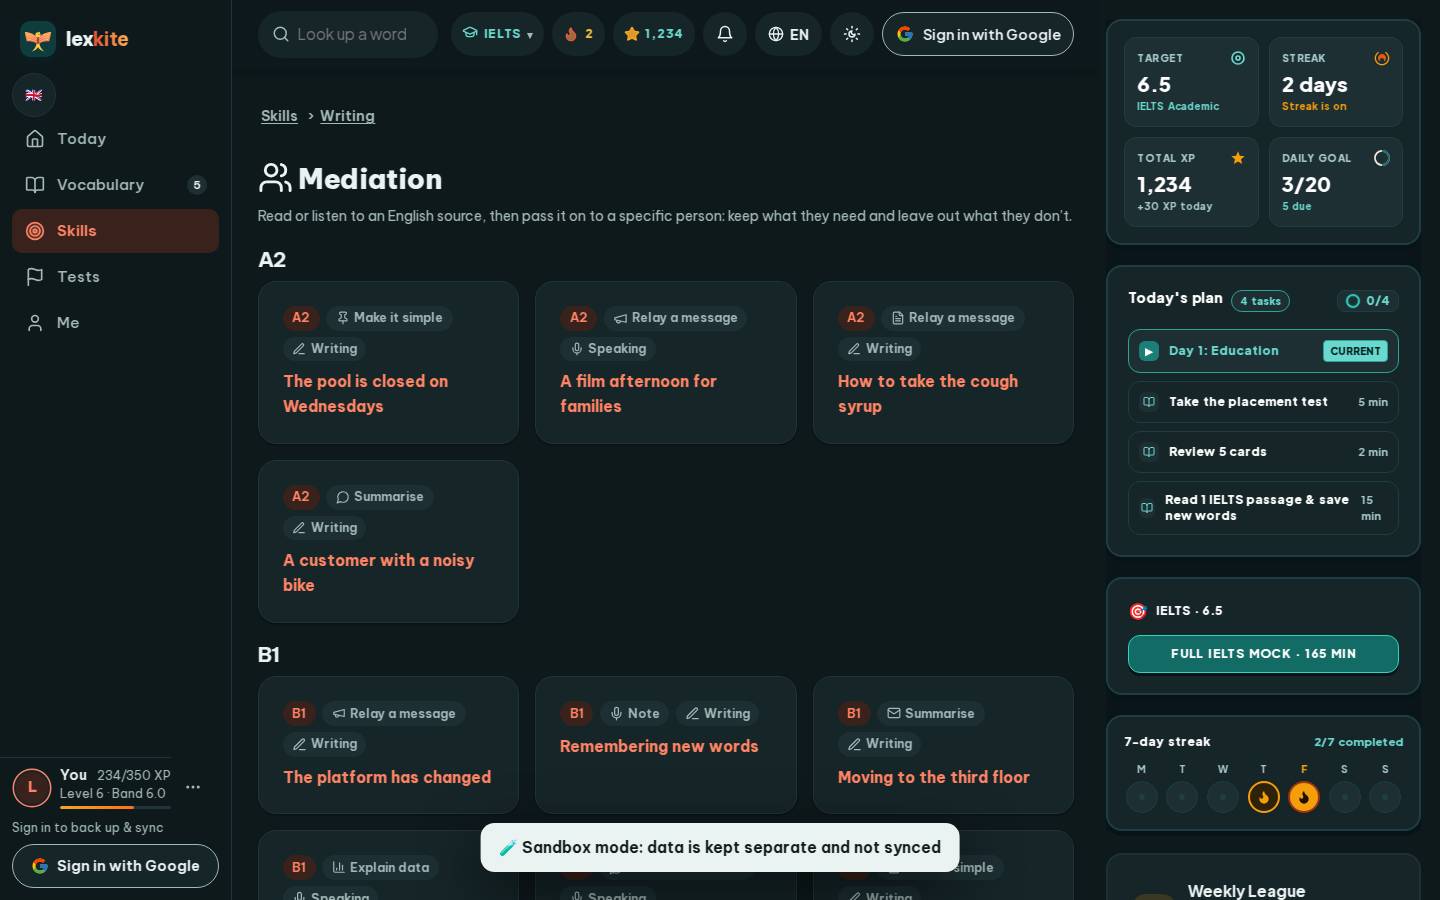 lexkite
Today
Vocabulary 5
Skills
Tests
Me
You 234/350 XP
Level 6 · Band 6.0
L
Sign in to back up & sync
Sign in with Google
Look up a word
IELTS ▾
2
1,234
EN
Sign in with Google
Skills › Writing
Mediation
Read or listen to an English source, then pass it on to a specific person: keep what they need and leave out what they don't.
A2
A2 Make it simple
Writing
The pool is closed on
Wednesdays
A2 Relay a message
Speaking
A film afternoon for
families
A2 Relay a message
Writing
How to take the cough
syrup
A2 Summarise
Writing
A customer with a noisy
bike
B1
B1 Relay a message
Writing
The platform has changed
B1 Note Writing
Remembering new words
B1 Summarise
Writing
Moving to the third floor
B1 Explain data
Speaking
Speaking
simple
Writing
Sandbox mode: data is kept separate and not synced
TARGET
6.5
IELTS Academic
STREAK
2 days
Streak is on
TOTAL XP
1,234
+30 XP today
DAILY GOAL
3/20
5 due
Today's plan 4 tasks 0/4
Day 1: Education CURRENT
Take the placement test 5 min
Review 5 cards 2 min
Read 1 IELTS passage & save 15
new words min
IELTS · 6.5
FULL IELTS MOCK · 165 MIN
7-day streak 2/7 completed
M T W T F S S
Weekly League